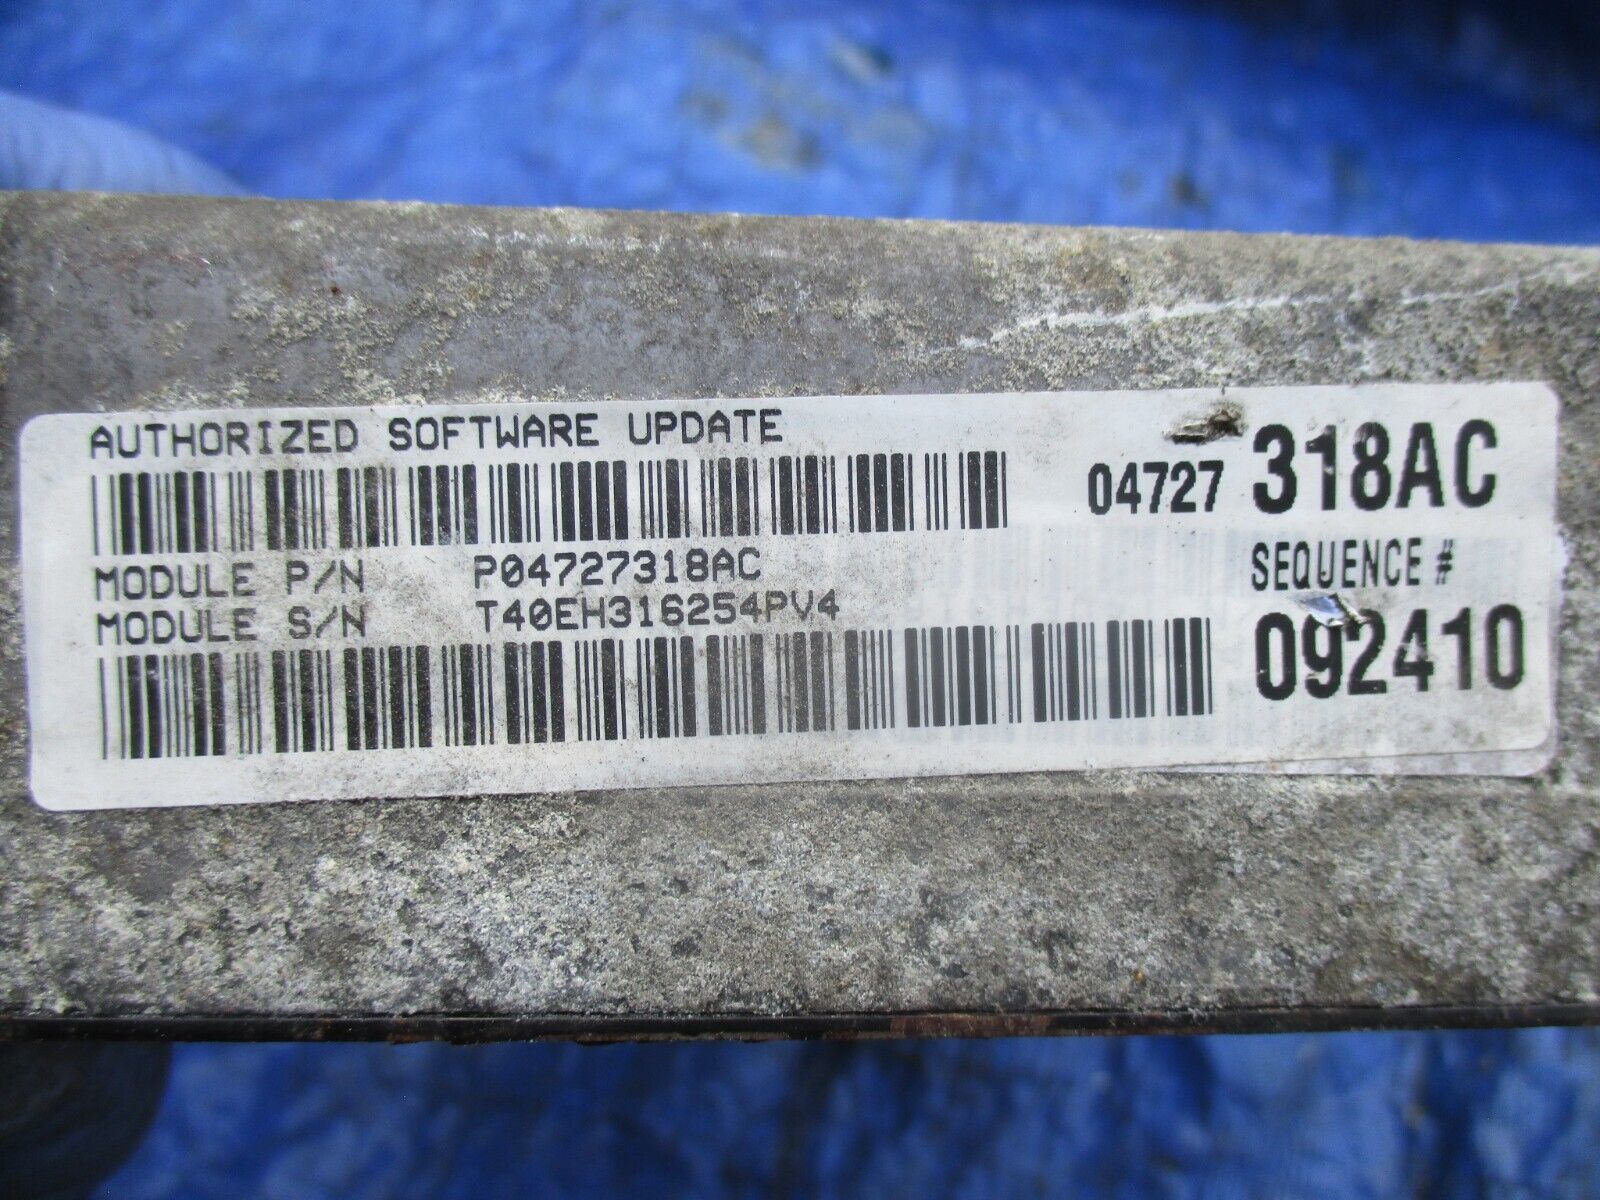 AUTHORIZED SOFTWARE UPDATE
04727 318AC
MODULE P/N P04727318AC
MODULE S/N T40EH316254PV4
SEQUENCE #
092410